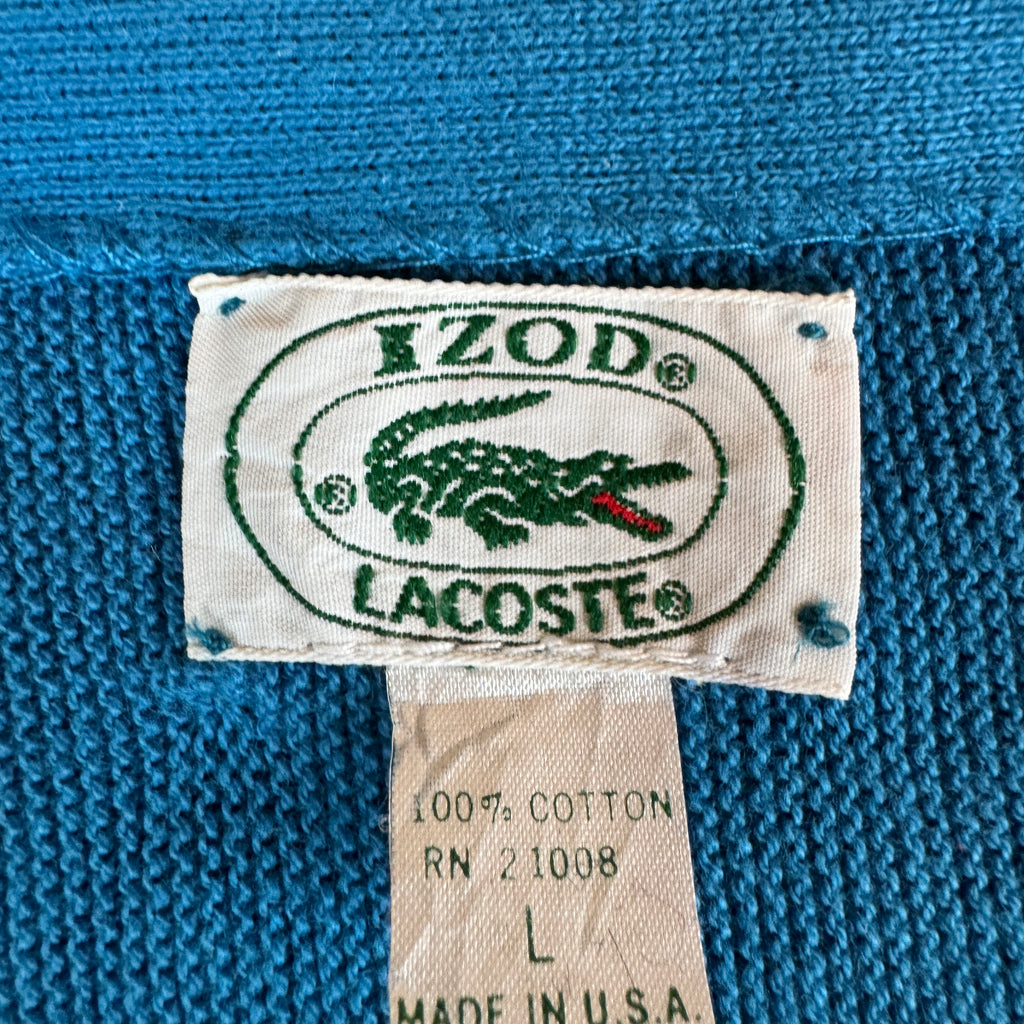 IZOD®
®
LACOSTE®
100% COTTON
RN 21008
L
MADE IN U.S.A.